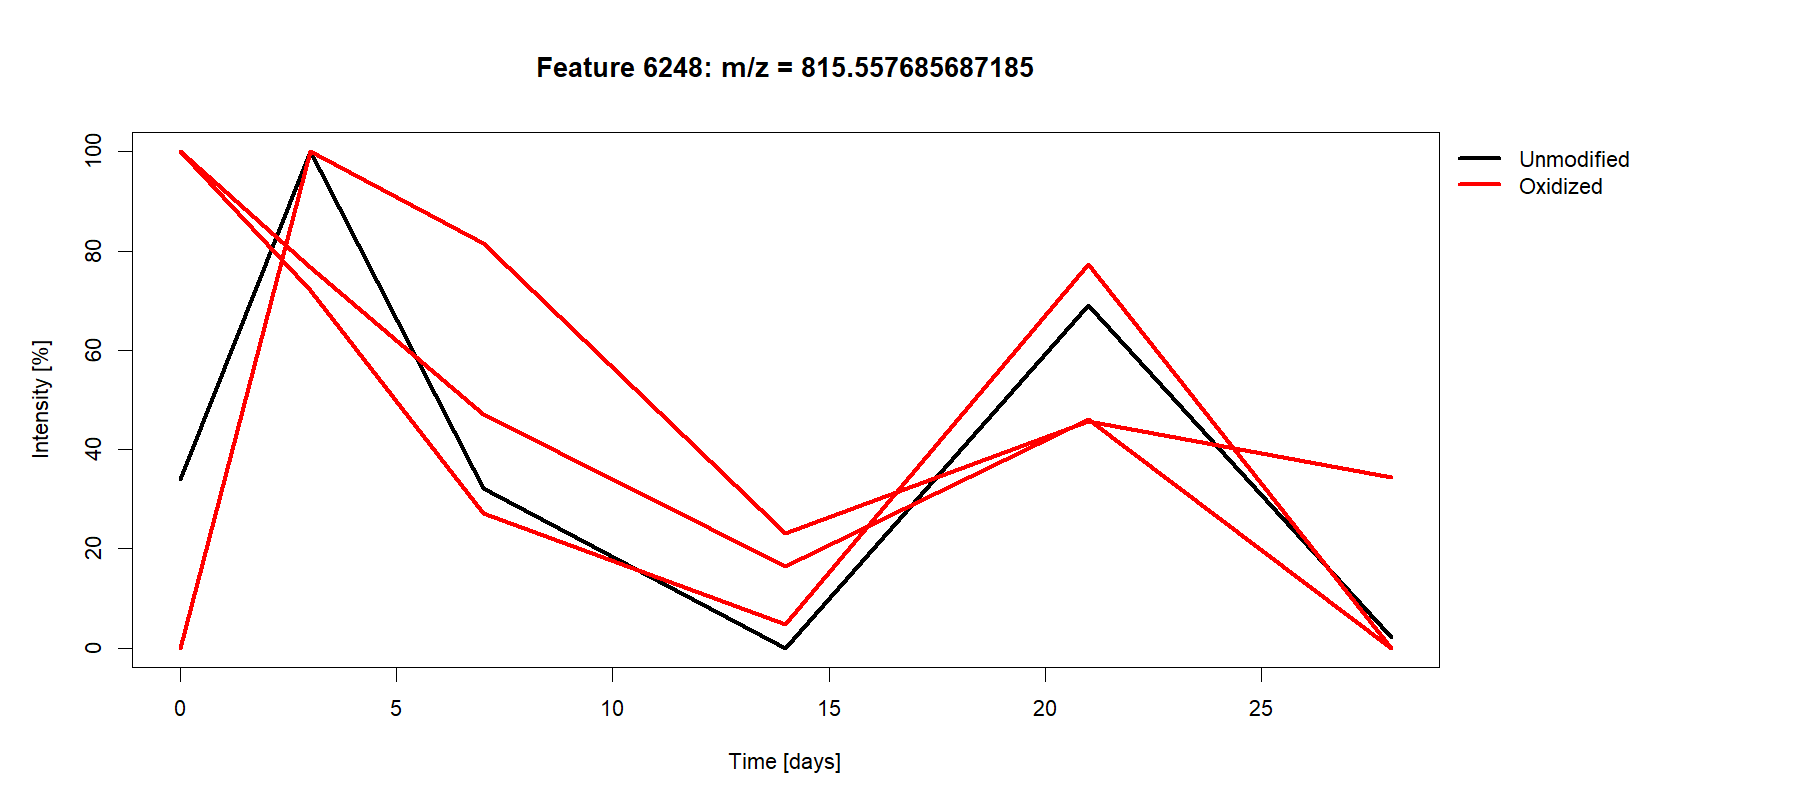 Feature 6248: m/z = 815.557685687185
Unmodified
Oxidized
Intensity [%]
100
80
60
40
20
0
0 5 10 15 20 25
Time [days]